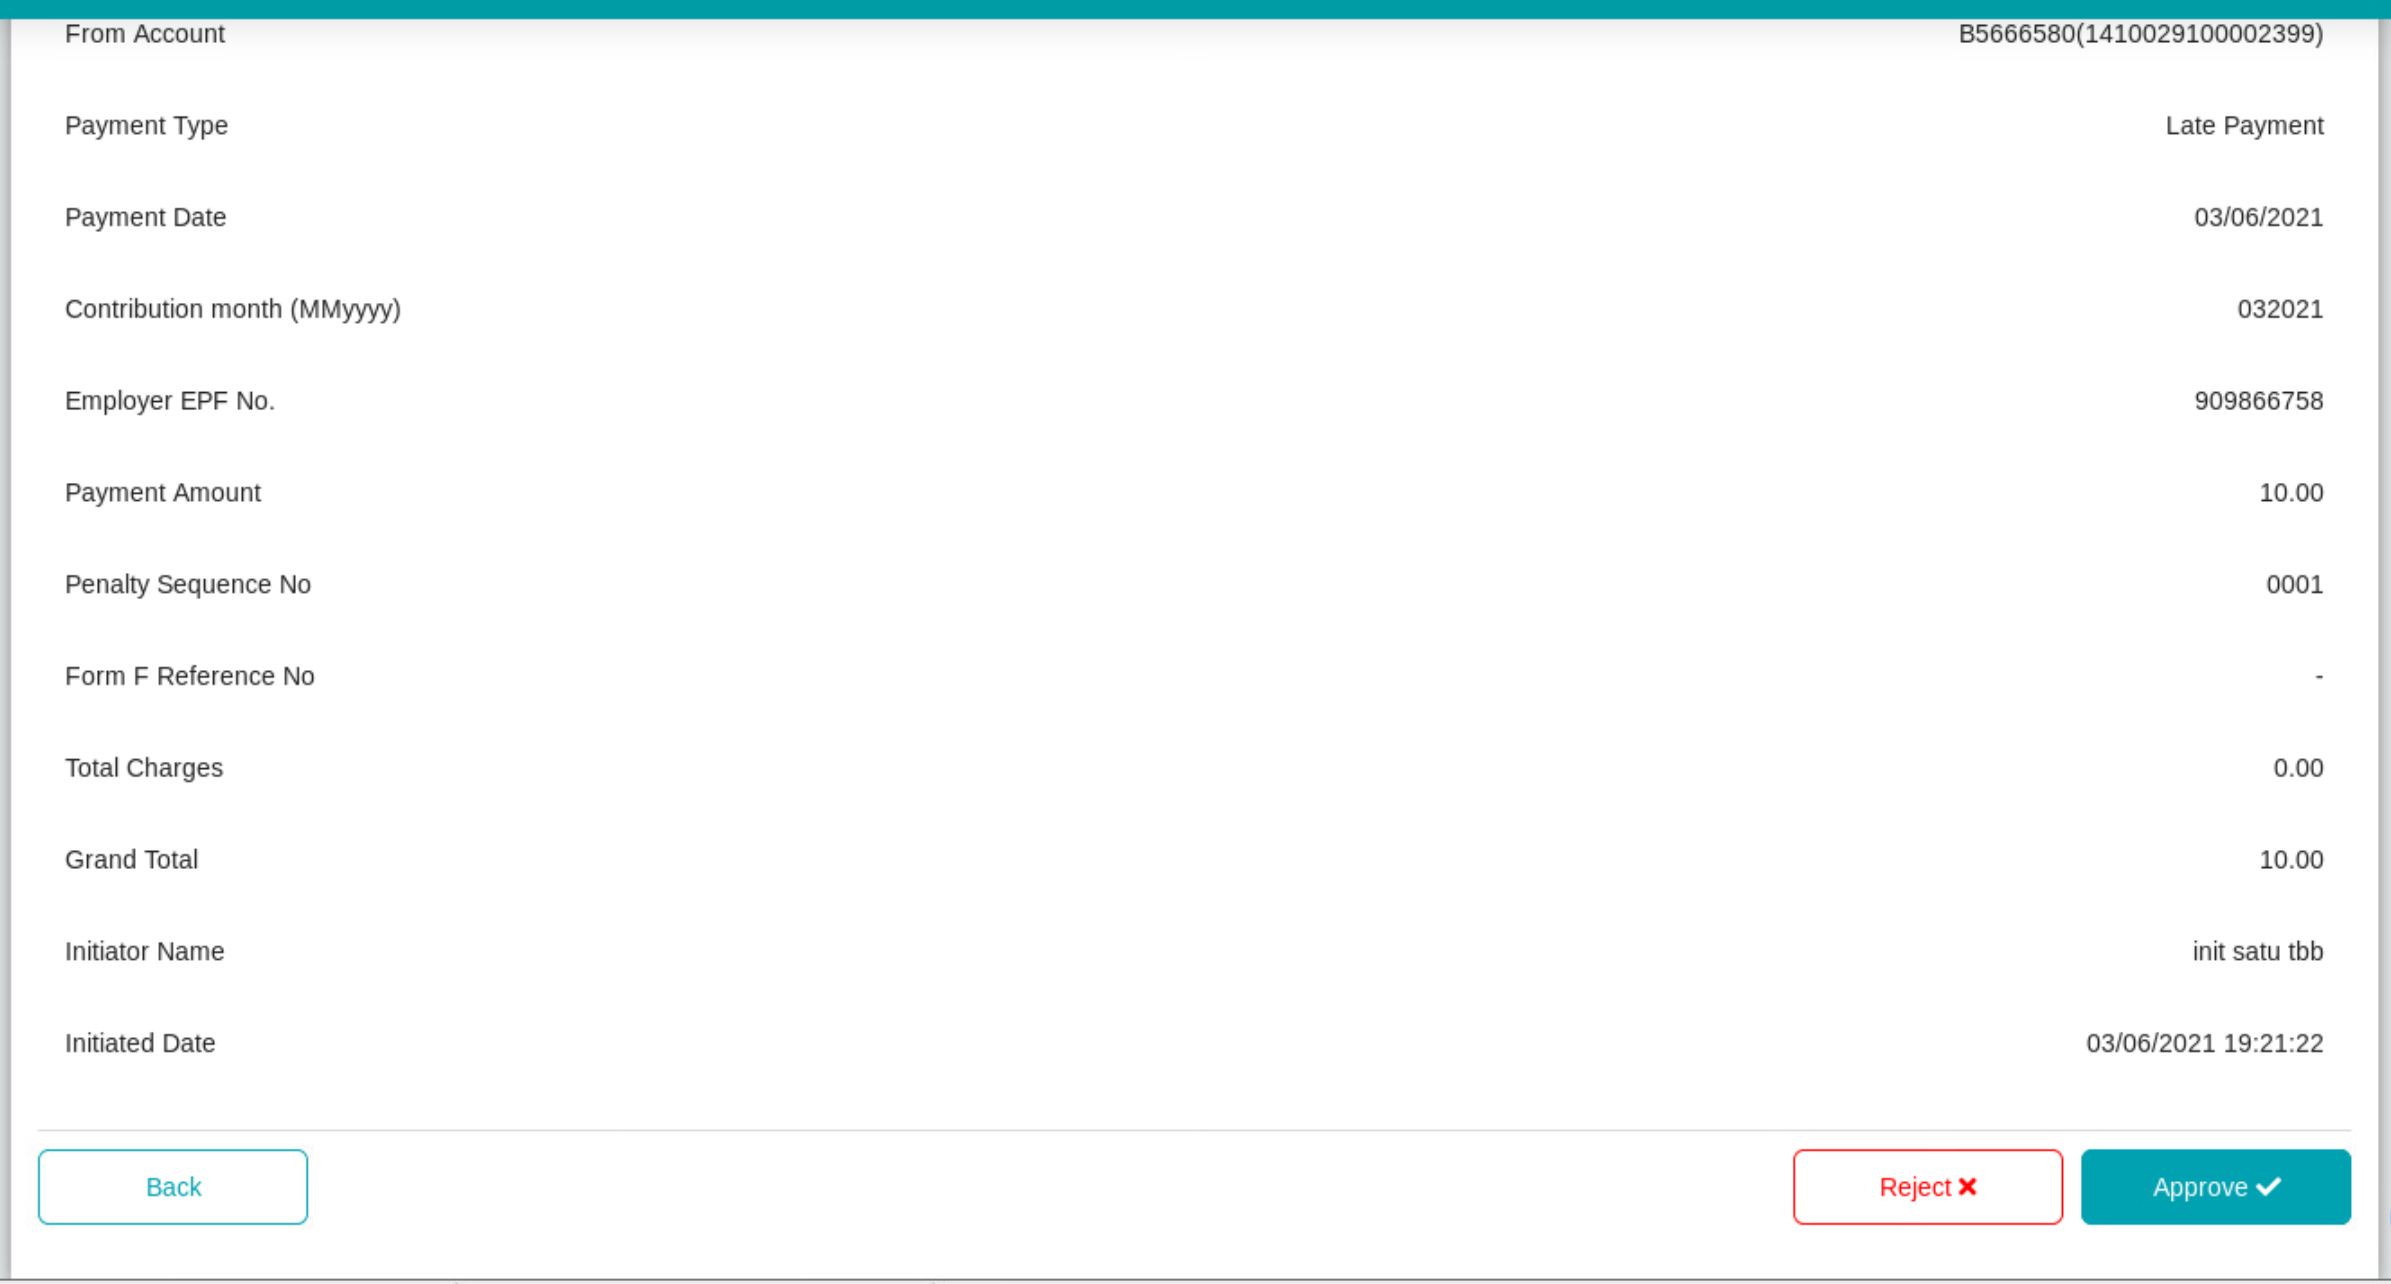 From Account B5666580(1410029100002399)
Payment Type Late Payment
Payment Date 03/06/2021
Contribution month (MMyyyy) 032021
Employer EPF No. 909866758
Payment Amount 10.00
Penalty Sequence No 0001
Form F Reference No -
Total Charges 0.00
Grand Total 10.00
Initiator Name init satu tbb
Initiated Date 03/06/2021 19:21:22
Back Reject Approve